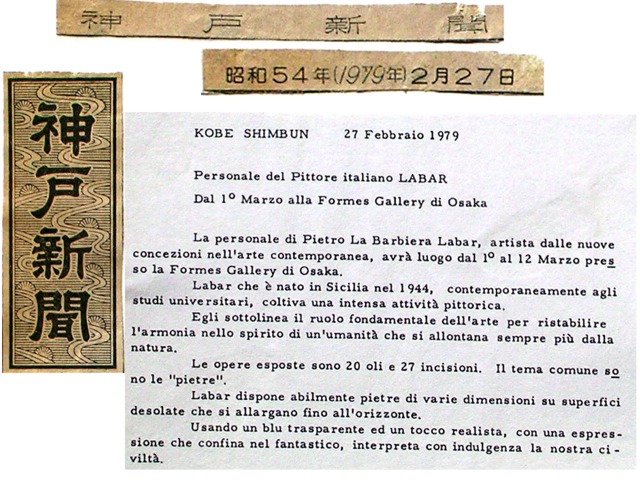 神戸新聞
昭和54年(1979年)2月27日
神戸新聞
KOBE SHIMBUN 27 Febbraio 1979
Personale del Pittore italiano LABAR
Dal 1º Marzo alla Formes Gallery di Osaka
La personale di Pietro La Barbiera Labar, artista dalle nuove
concezioni nell'arte contemporanea, avrà luogo dal 1º al 12 Marzo pres
so la Formes Gallery di Osaka.
Labar che è nato in Sicilia nel 1944, contemporaneamente agli
studi universitari, coltiva una intensa attività pittorica.
Egli sottolinea il ruolo fondamentale dell'arte per ristabilire
l'armonia nello spirito di un'umanità che si allontana sempre più dalla
natura.
Le opere esposte sono 20 oli e 27 incisioni. Il tema comune so
no le "pietre".
Labar dispone abilmente pietre di varie dimensioni su superfici
desolate che si allargano fino all'orizzonte.
Usando un blu trasparente ed un tocco realista, con una espres-
sione che confina nel fantastico, interpreta con indulgenza la nostra ci-
viltà.